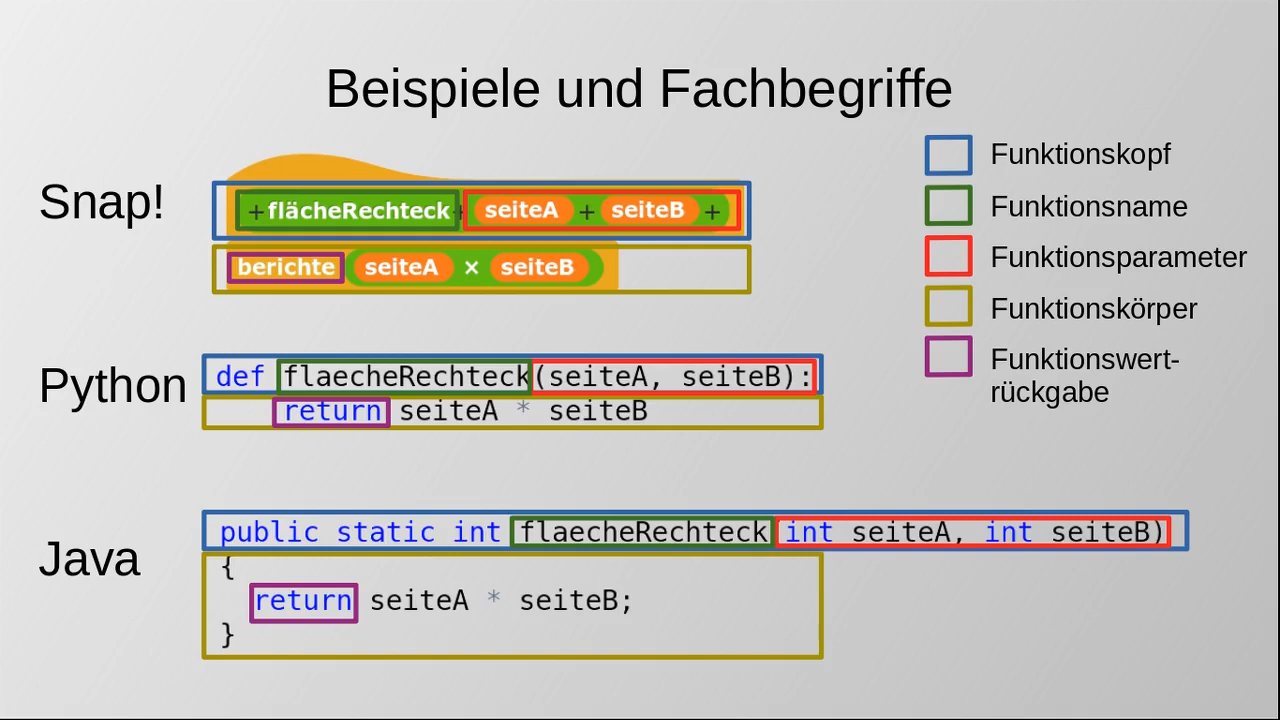 Beispiele und Fachbegriffe
Snap!
+ flächeRechteck + seiteA + seiteB +
berichte seiteA × seiteB
Python
def flaecheRechteck(seiteA, seiteB):
return seiteA * seiteB
Java
public static int flaecheRechteck int seiteA, int seiteB)
{
return seiteA * seiteB;
}
Funktionskopf
Funktionsname
Funktionsparameter
Funktionskörper
Funktionswert-
rückgabe